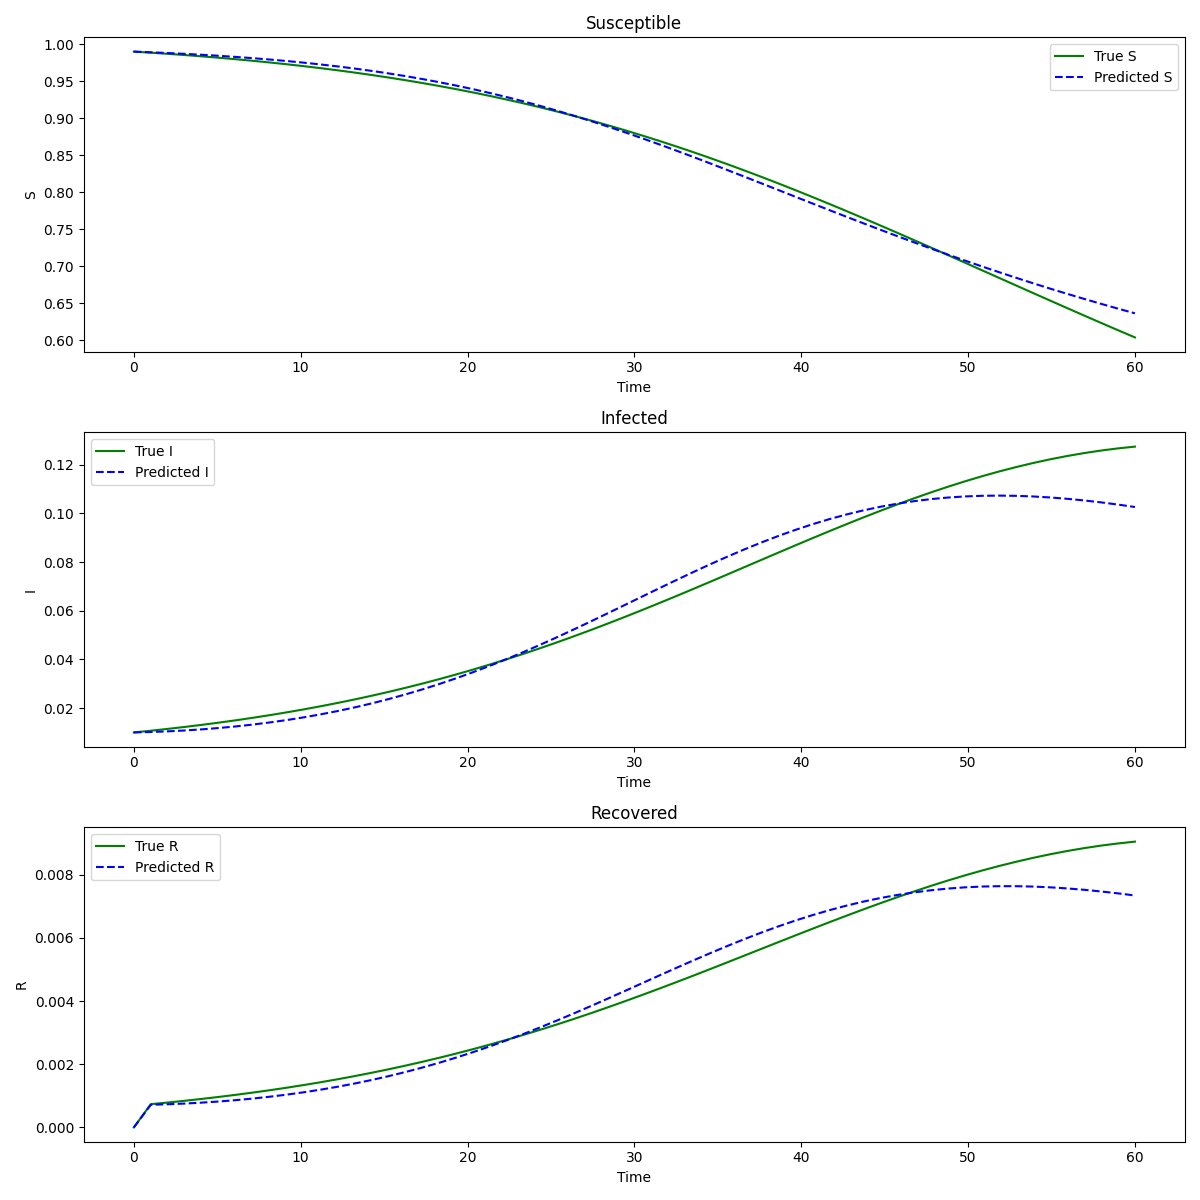 Susceptible
1.00
0.95
0.90
0.85
0.80
0.75
0.70
0.65
0.60
S
True S
Predicted S
0 10 20 30 40 50 60
Time
Infected
0.12
0.10
0.08
0.06
0.04
0.02
I
True I
Predicted I
0 10 20 30 40 50 60
Time
Recovered
0.008
0.006
0.004
0.002
0.000
R
True R
Predicted R
0 10 20 30 40 50 60
Time